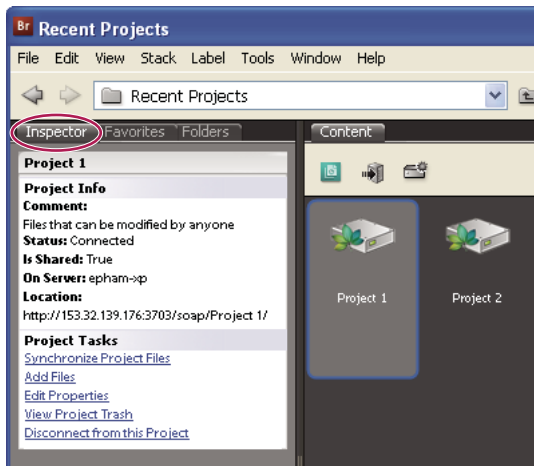 Br Recent Projects
File Edit View Stack Label Tools Window Help
Recent Projects
Inspector Favorites Folders
Content
Project 1
Project Info
Comment:
Files that can be modified by anyone
Status: Connected
Is Shared: True
On Server: epham-xp
Location:
http://153.32.139.176:3703/soap/Project 1/
Project Tasks
Synchronize Project Files
Add Files
Edit Properties
View Project Trash
Disconnect from this Project
Project 1
Project 2